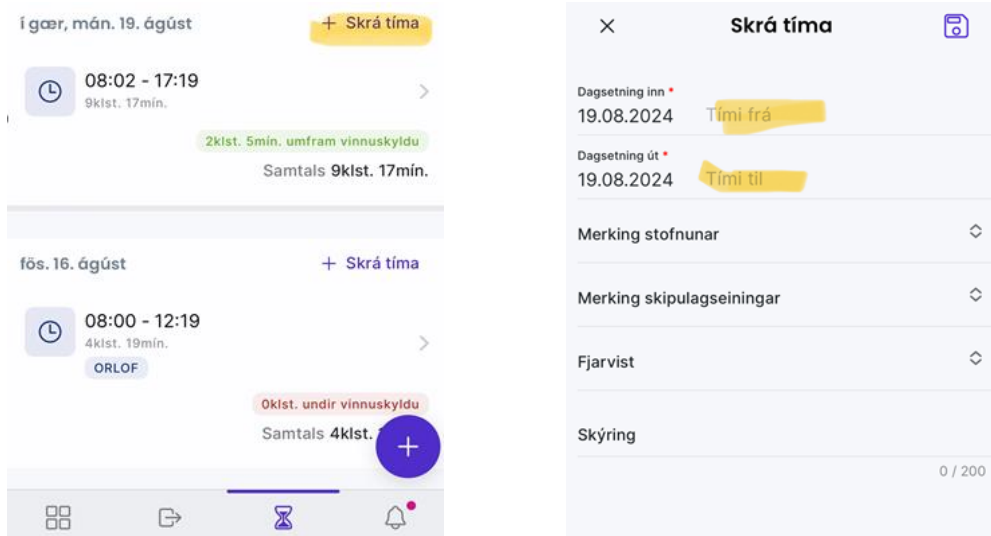 í gær, mán. 19. ágúst + Skrá tíma
08:02 - 17:19
9klst. 17mín.
2klst. 5mín. umfram vinnuskyldu
Samtals 9klst. 17mín.
fös. 16. ágúst + Skrá tíma
08:00 - 12:19
4klst. 19mín.
ORLOF
0klst. undir vinnuskyldu
Samtals 4klst.
Skrá tíma
Dagsetning inn *
19.08.2024 Tími frá
Dagsetning út *
19.08.2024 Tími til
Merking stofnunar
Merking skipulagseiningar
Fjarvist
Skýring
0 / 200